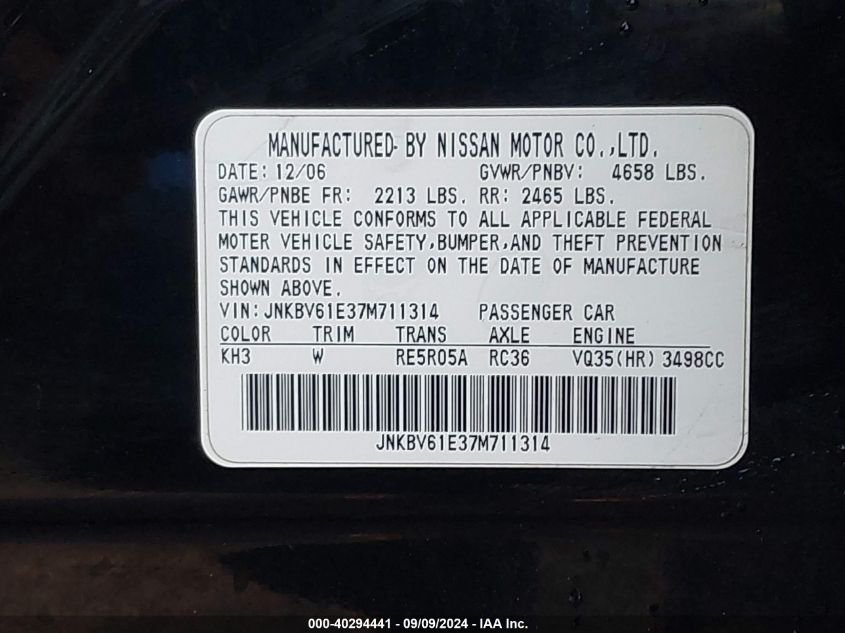 MANUFACTURED BY NISSAN MOTOR CO.,LTD.
DATE: 12/06 GVWR/PNBV: 4658 LBS.
GAWR/PNBE FR: 2213 LBS. RR: 2465 LBS.
THIS VEHICLE CONFORMS TO ALL APPLICABLE FEDERAL
MOTER VEHICLE SAFETY,BUMPER,AND THEFT PREVENTION
STANDARDS IN EFFECT ON THE DATE OF MANUFACTURE
SHOWN ABOVE.
VIN: JNKBV61E37M711314 PASSENGER CAR
COLOR TRIM TRANS AXLE ENGINE
KH3 W RE5R05A RC36 VQ35(HR) 3498CC
JNKBV61E37M711314
000-40294441 - 09/09/2024 - IAA Inc.